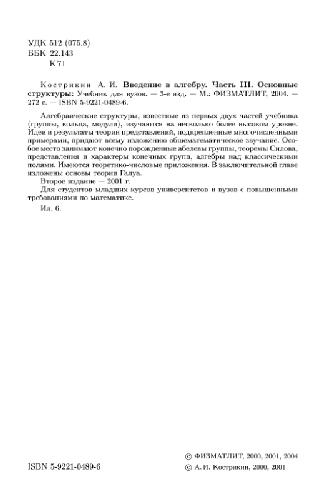 УДК 512 (075.8)
ББК 22.143
К 71
Кострикин А. И. Введение в алгебру. Часть III. Основные
структуры: Учебник для вузов. — 3-е изд. — М.: ФИЗМАТЛИТ, 2004. —
272 с. — ISBN 5-9221-0489-6.
Алгебраические структуры, известные из первых двух частей учебника
(группы, кольца, модули), изучаются на несколько более высоком уровне.
Идеи и результаты теории представлений, подкрепленные многочисленными
примерами, придают всему изложению общематематическое звучание. Осо-
бое место занимают конечно порожденные абелевы группы, теоремы Силова,
представления и характеры конечных групп, алгебры над классическими
полями. Имеются теоретико-числовые приложения. В заключительной главе
изложены основы теории Галуа.
Второе издание — 2001 г.
Для студентов младших курсов университетов и вузов с повышенными
требованиями по математике.
Ил. 6.
© ФИЗМАТЛИТ, 2000, 2001, 2004
ISBN 5-9221-0489-6
© А. И. Кострикин, 2000, 2001